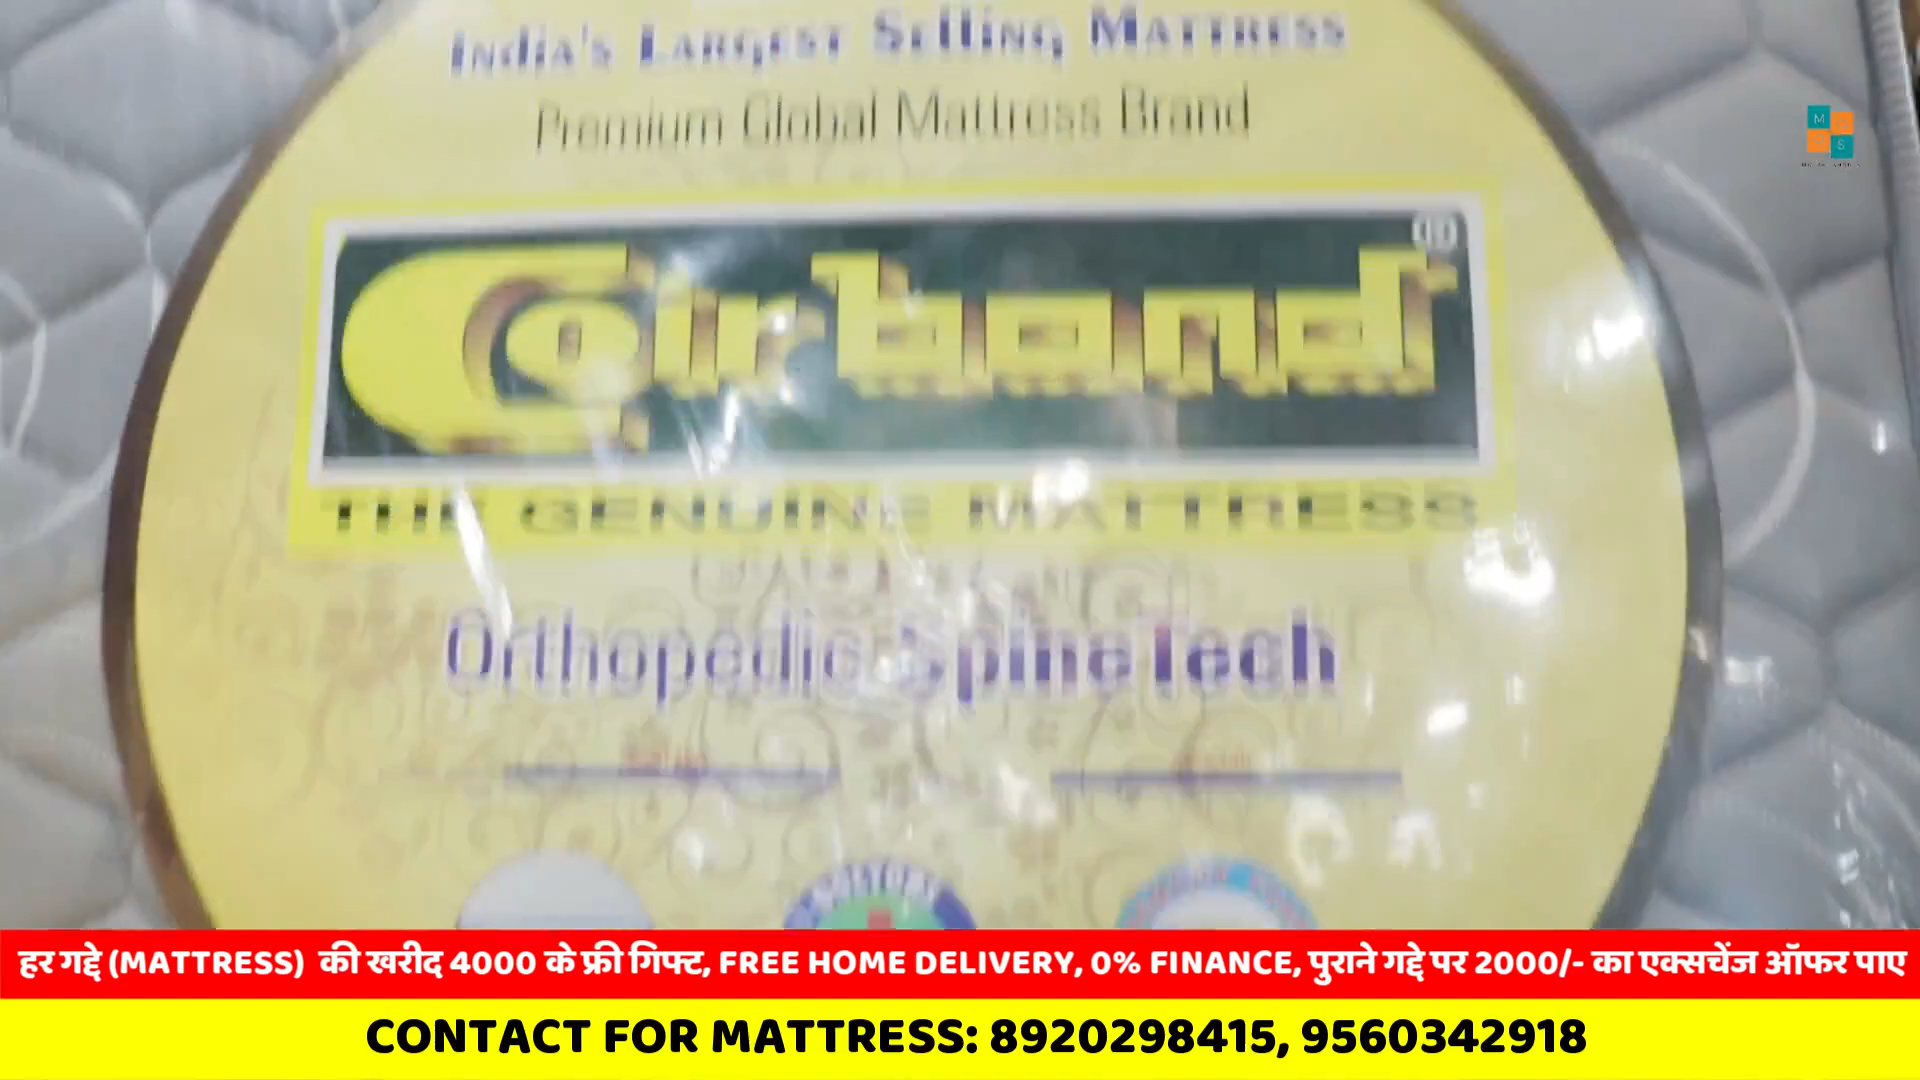 India's Largest Selling Mattress
Premium Global Mattress Brand
Coirbond
THE GENUINE MATTRESS
Orthopedic SpineTech
हर गद्दे (MATTRESS) की खरीद 4000 के फ्री गिफ्ट, FREE HOME DELIVERY, 0% FINANCE, पुराने गद्दे पर 2000/- का एक्सचेंज ऑफर पाए
CONTACT FOR MATTRESS: 8920298415, 9560342918